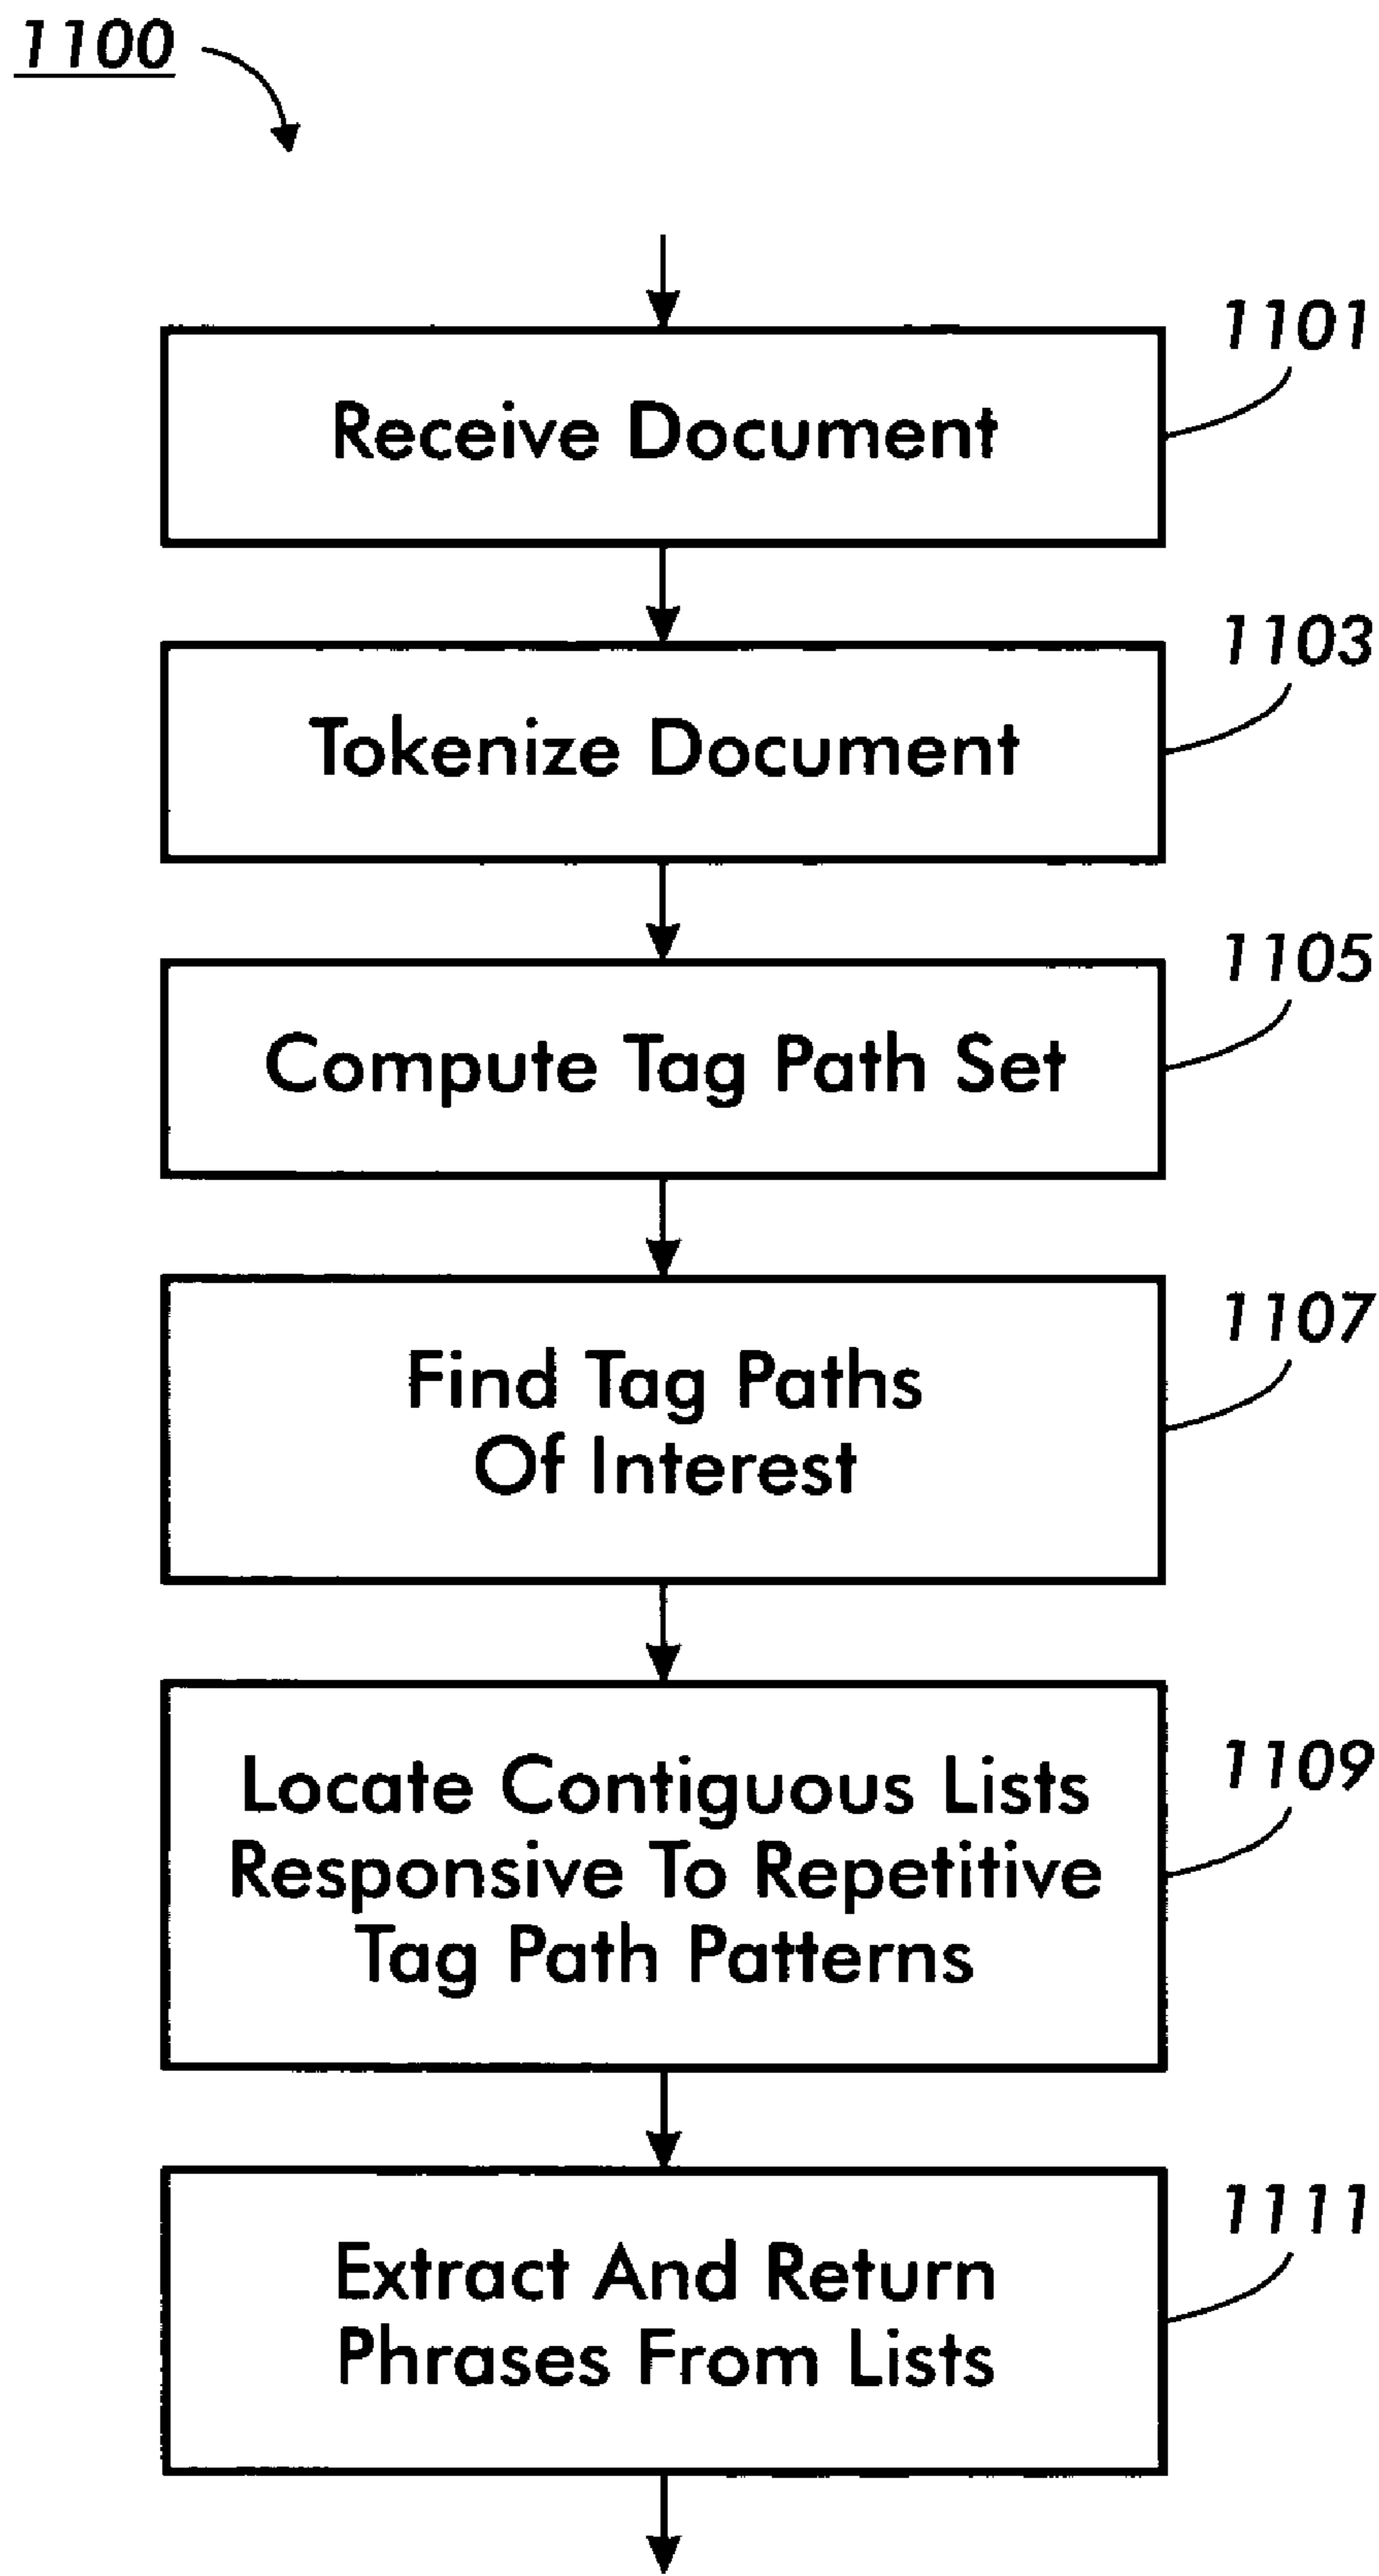 1100
1101
Receive Document
1103
Tokenize Document
1105
Compute Tag Path Set
1107
Find Tag Paths
Of Interest
1109
Locate Contiguous Lists
Responsive To Repetitive
Tag Path Patterns
1111
Extract And Return
Phrases From Lists